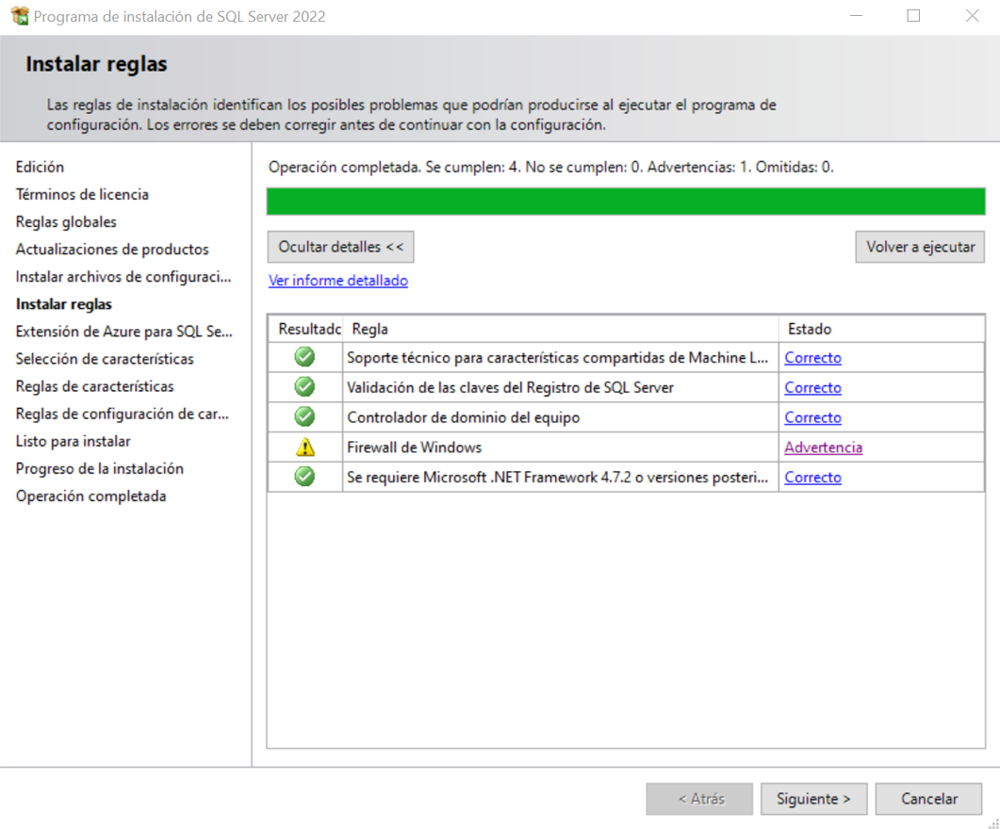 Programa de instalación de SQL Server 2022
Instalar reglas
Las reglas de instalación identifican los posibles problemas que podrían producirse al ejecutar el programa de
configuración. Los errores se deben corregir antes de continuar con la configuración.
Edición
Términos de licencia
Reglas globales
Actualizaciones de productos
Instalar archivos de configuraci...
Instalar reglas
Extensión de Azure para SQL Se...
Selección de características
Reglas de características
Reglas de configuración de car...
Listo para instalar
Progreso de la instalación
Operación completada
Operación completada. Se cumplen: 4. No se cumplen: 0. Advertencias: 1. Omitidas: 0.
Ocultar detalles <<
Volver a ejecutar
Ver informe detallado
Resultado Regla Estado
Soporte técnico para características compartidas de Machine L... Correcto
Validación de las claves del Registro de SQL Server Correcto
Controlador de dominio del equipo Correcto
Firewall de Windows Advertencia
Se requiere Microsoft .NET Framework 4.7.2 o versiones posteri... Correcto
< Atrás
Siguiente >
Cancelar